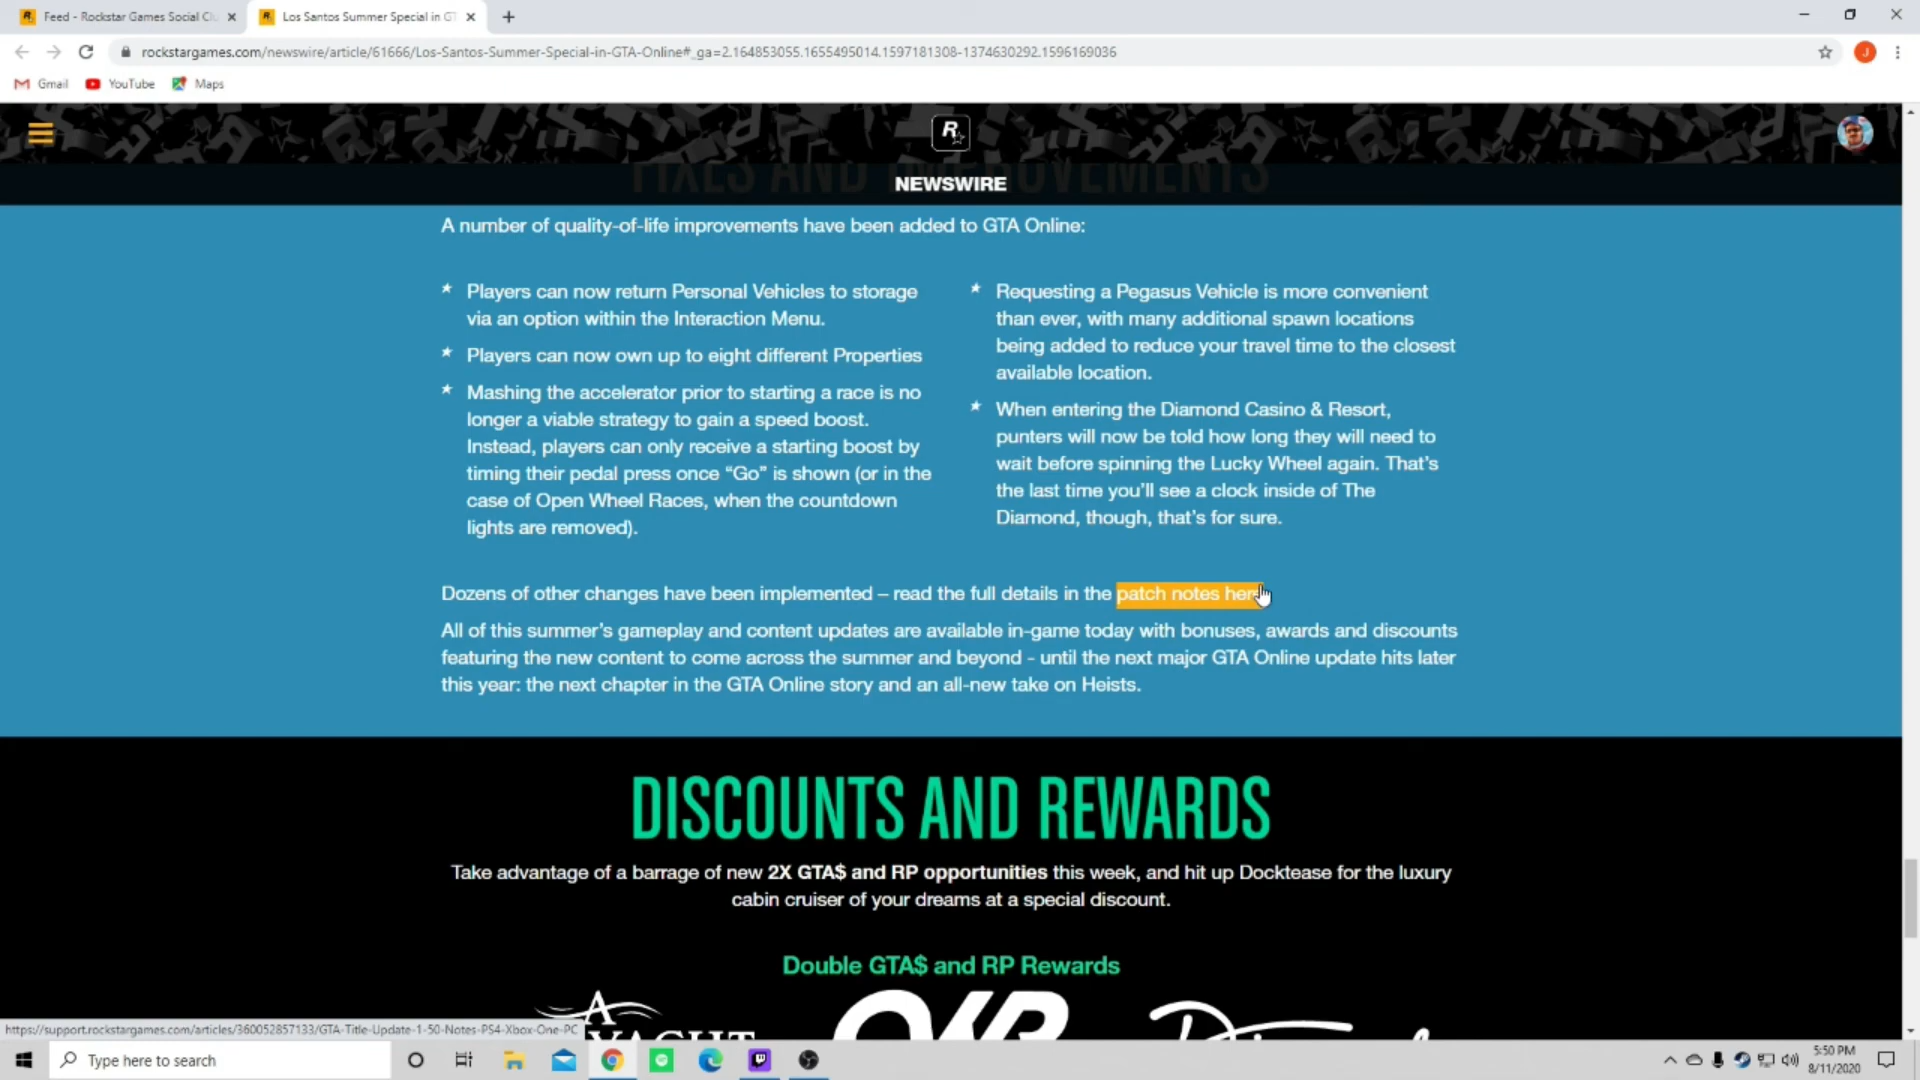 Feed - Rockstar Games Social Cl
Los Santos Summer Special in GT
rockstargames.com/newswire/article/61666/Los-Santos-Summer-Special-in-GTA-Online#_ga=2.164853055.1655495014.1597181308-1374630292.1596169036
J
Gmail
YouTube
Maps
R
FIXES AND IMPROVEMENTS
NEWSWIRE
A number of quality-of-life improvements have been added to GTA Online:
Players can now return Personal Vehicles to storage
via an option within the Interaction Menu.
Players can now own up to eight different Properties
Mashing the accelerator prior to starting a race is no
longer a viable strategy to gain a speed boost.
Instead, players can only receive a starting boost by
timing their pedal press once “Go” is shown (or in the
case of Open Wheel Races, when the countdown
lights are removed).
Requesting a Pegasus Vehicle is more convenient
than ever, with many additional spawn locations
being added to reduce your travel time to the closest
available location.
When entering the Diamond Casino & Resort,
punters will now be told how long they will need to
wait before spinning the Lucky Wheel again. That’s
the last time you’ll see a clock inside of The
Diamond, though, that’s for sure.
Dozens of other changes have been implemented – read the full details in the patch notes here
All of this summer’s gameplay and content updates are available in-game today with bonuses, awards and discounts
featuring the new content to come across the summer and beyond - until the next major GTA Online update hits later
this year: the next chapter in the GTA Online story and an all-new take on Heists.
DISCOUNTS AND REWARDS
Take advantage of a barrage of new 2X GTA$ and RP opportunities this week, and hit up Docktease for the luxury
cabin cruiser of your dreams at a special discount.
Double GTA$ and RP Rewards
A
YACHT
https://support.rockstargames.com/articles/360052857133/GTA-Title-Update-1-50-Notes-PS4-Xbox-One-PC
Type here to search
5:50 PM
8/11/2020